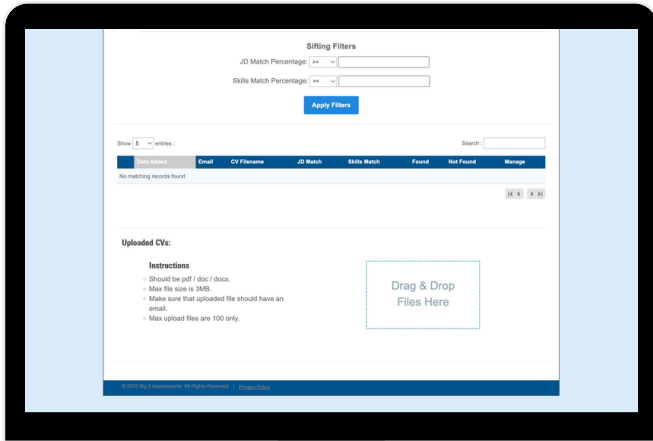 Sifting Filters
JD Match Percentage: >=
Skills Match Percentage: >=
Apply Filters
Show 5 entries : Search :
Date Added Email CV Filename JD Match Skills Match Found Not Found Manage
No matching records found
Uploaded CVs:
Instructions
Should be pdf / doc / docx.
Max file size is 3MB.
Make sure that uploaded file should have an
email.
Max upload files are 100 only.
Drag & Drop
Files Here
© 2023 Big 5 Assessments. All Rights Reserved | Privacy Policy